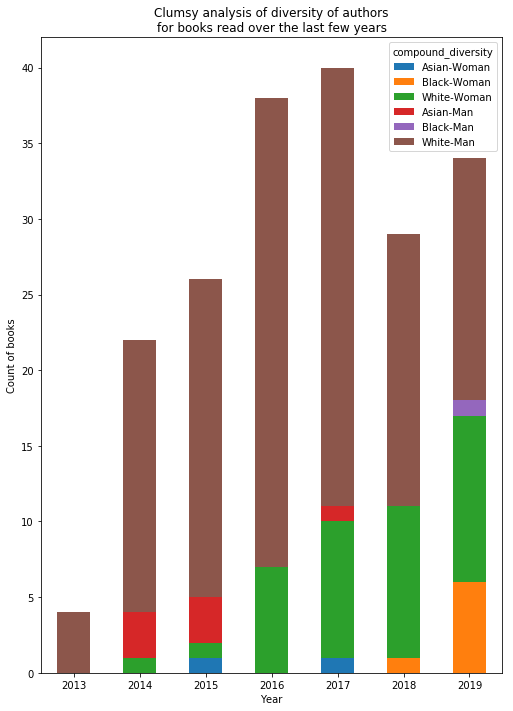 Clumsy analysis of diversity of authors
for books read over the last few years
compound_diversity
Asian-Woman
Black-Woman
White-Woman
Asian-Man
Black-Man
White-Man
Count of books
40
35
30
25
20
15
10
5
0
2013 2014 2015 2016 2017 2018 2019
Year